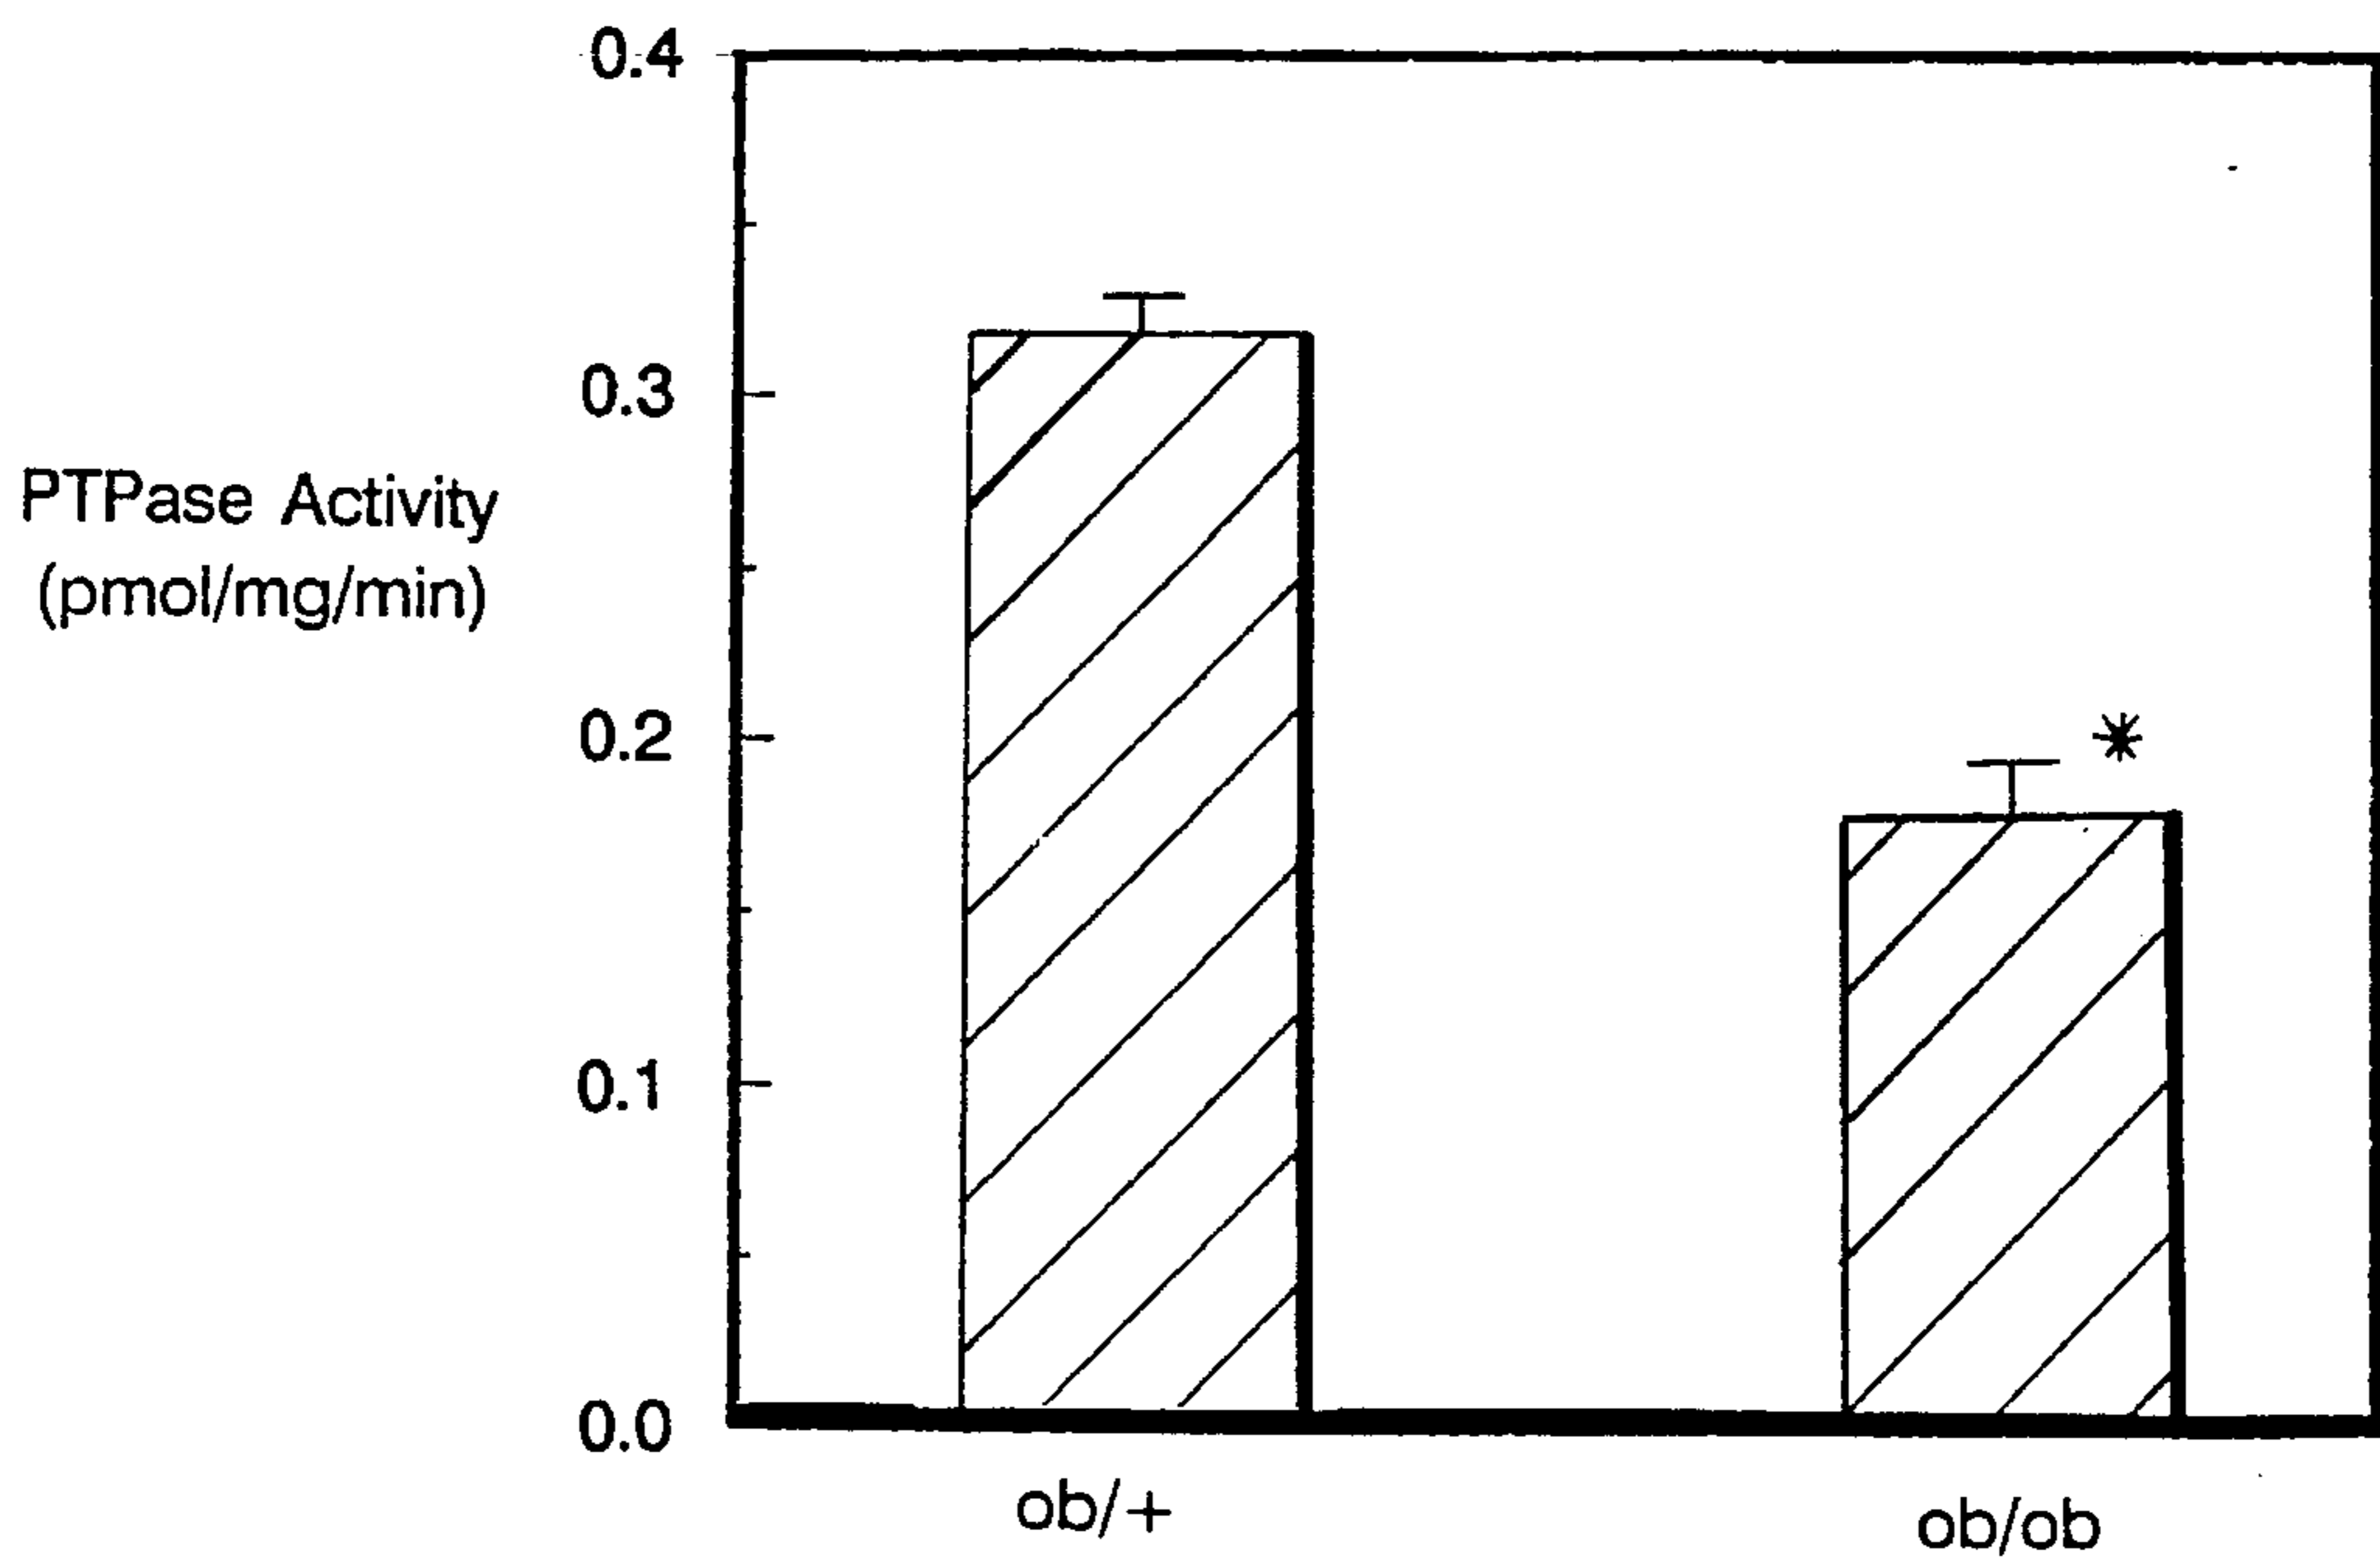 0.4
0.3
PTPase Activity
(pmol/mg/min)
0.2
*
0.1
0.0
ob/+
ob/ob